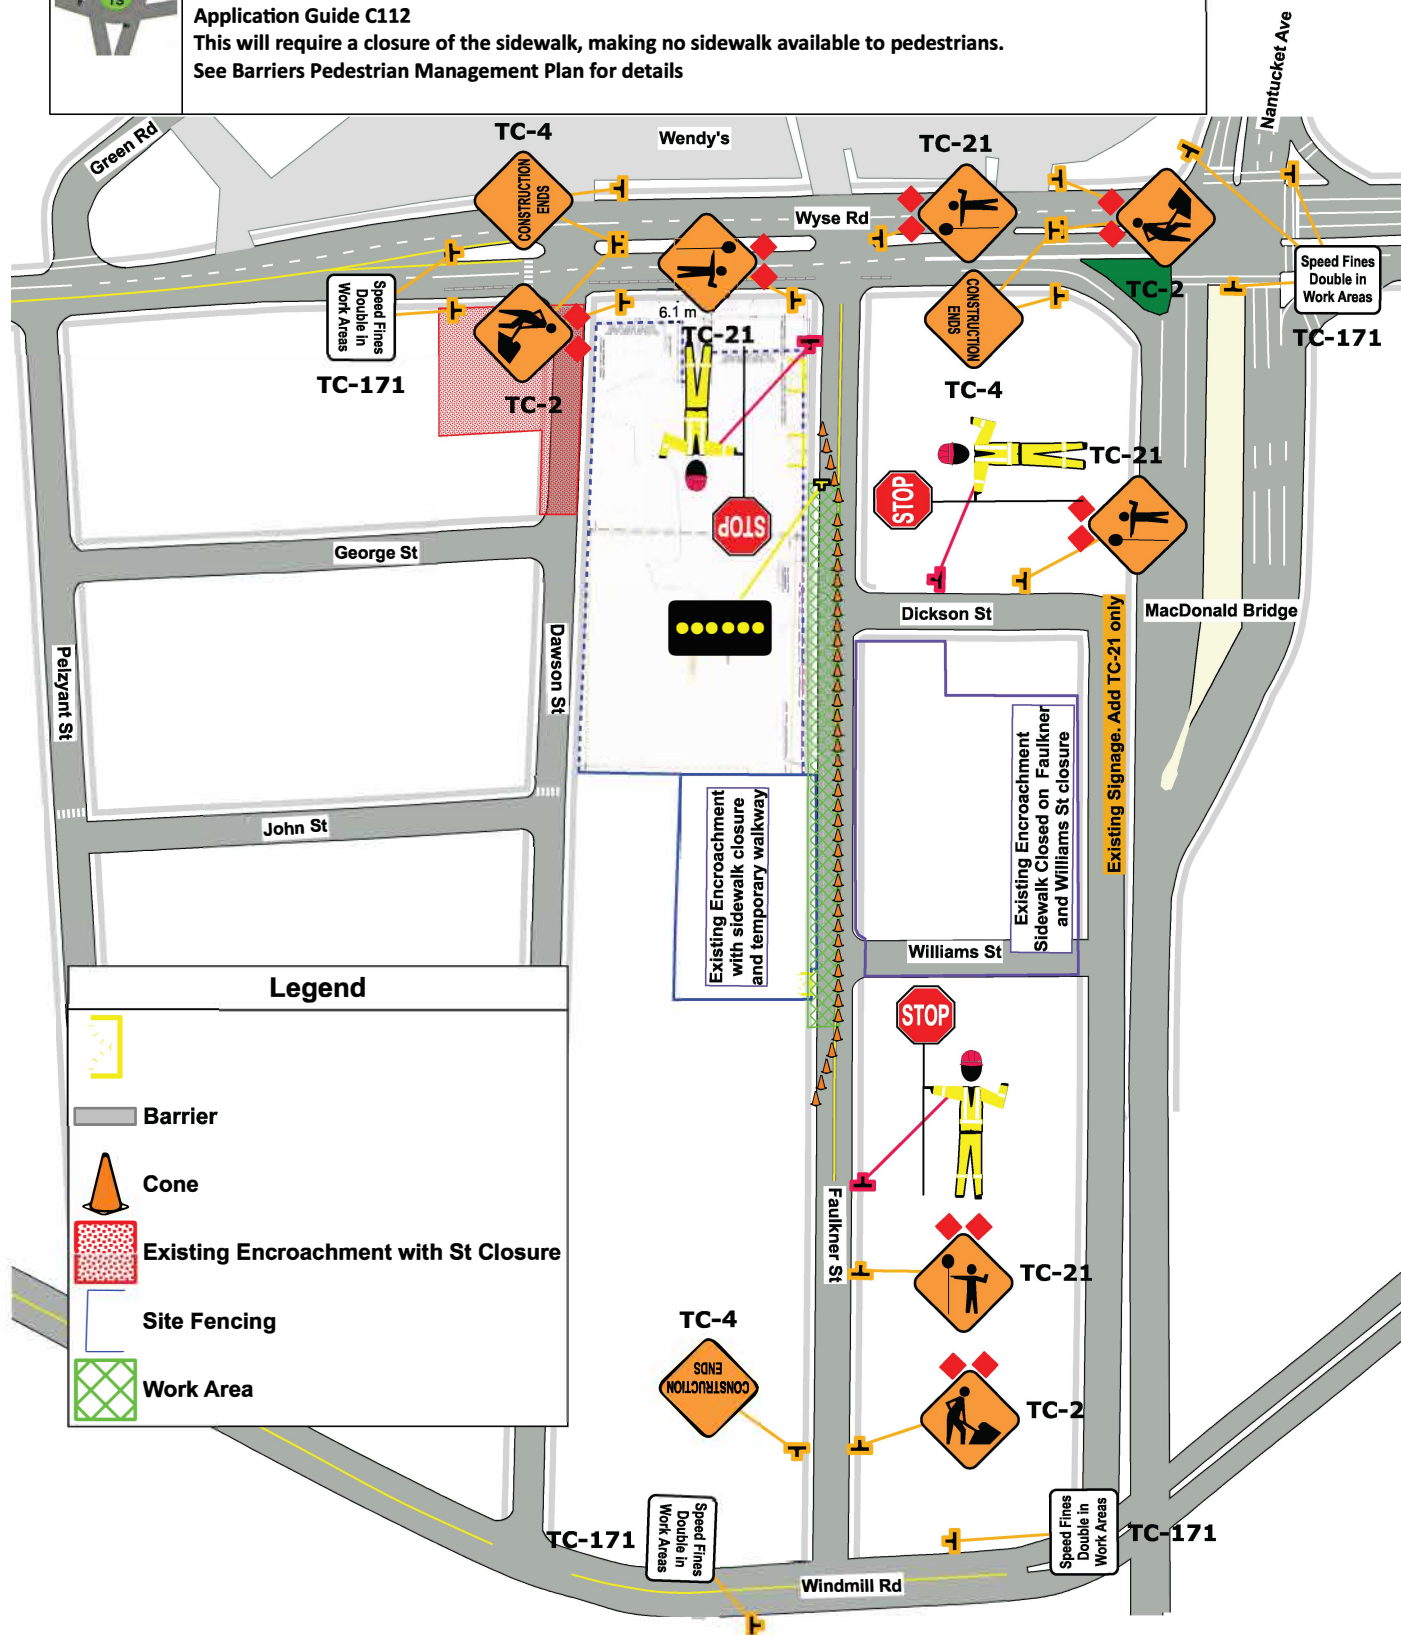 TS
Application Guide C112
This will require a closure of the sidewalk, making no sidewalk available to pedestrians.
See Barriers Pedestrian Management Plan for details
Nantucket Ave
Green Rd
TC-4
Wendy's
TC-21
CONSTRUCTION
ENDS
Wyse Rd
Speed Fines
Double in
Work Areas
TC-171
TC-2
6.1 m
TC-21
CONSTRUCTION
ENDS
TC-4
TC-2
Speed Fines
Double in
Work Areas
TC-171
STOP
STOP
TC-21
George St
Dickson St
MacDonald Bridge
Pelzyant St
Dawson St
Existing Signage. Add TC-21 only
Existing Encroachment
Sidewalk Closed on Faulkner
and Williams St closure
Existing Encroachment
with sidewalk closure
and temporary walkway
John St
Williams St
Legend
Barrier
Cone
Existing Encroachment with St Closure
Site Fencing
Work Area
STOP
Faulkner St
TC-21
TC-4
CONSTRUCTION
ENDS
TC-2
TC-171
Speed Fines
Double in
Work Areas
Speed Fines
Double in
Work Areas
TC-171
Windmill Rd